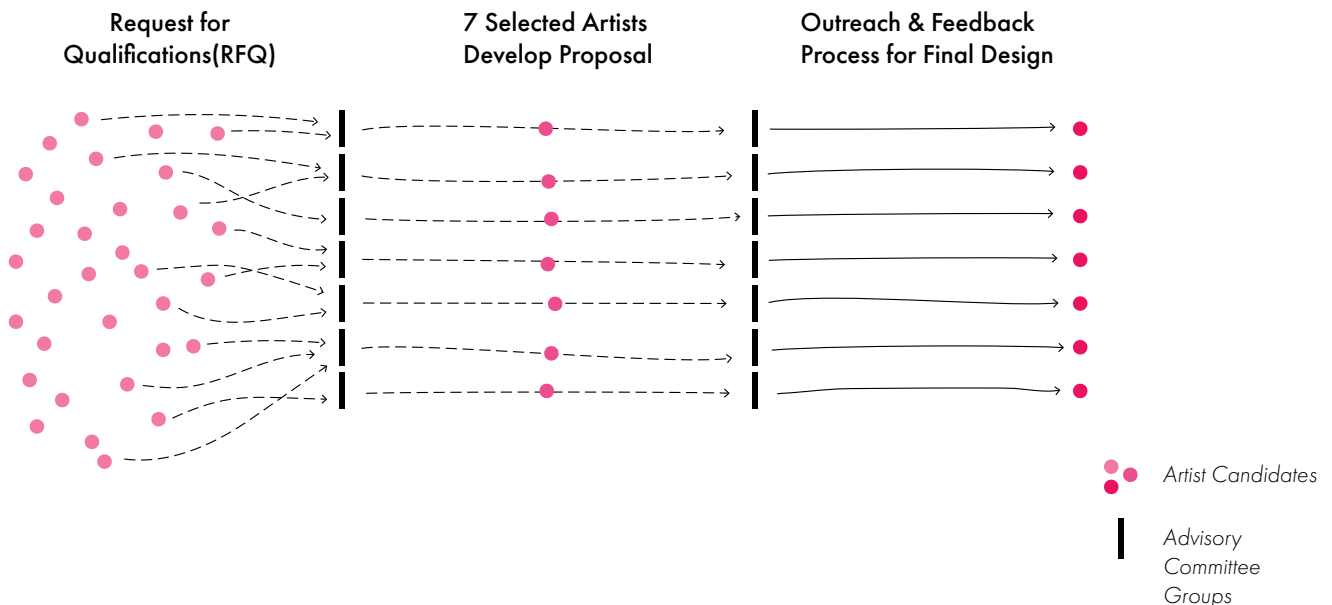 Request for
Qualifications(RFQ)
7 Selected Artists
Develop Proposal
Outreach & Feedback
Process for Final Design
Artist Candidates
Advisory
Committee
Groups